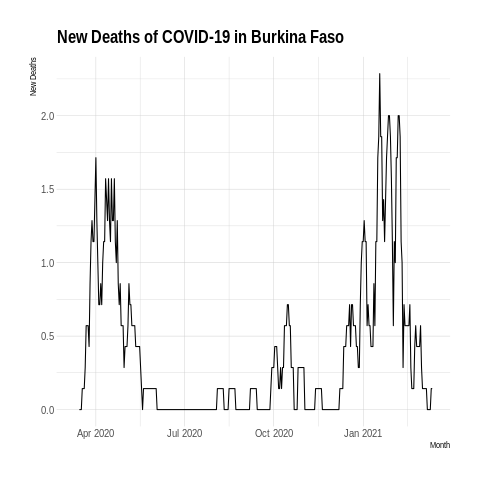 New Deaths of COVID-19 in Burkina Faso
New Deaths
2.0
1.5
1.0
0.5
0.0
Apr 2020 Jul 2020 Oct 2020 Jan 2021
Month